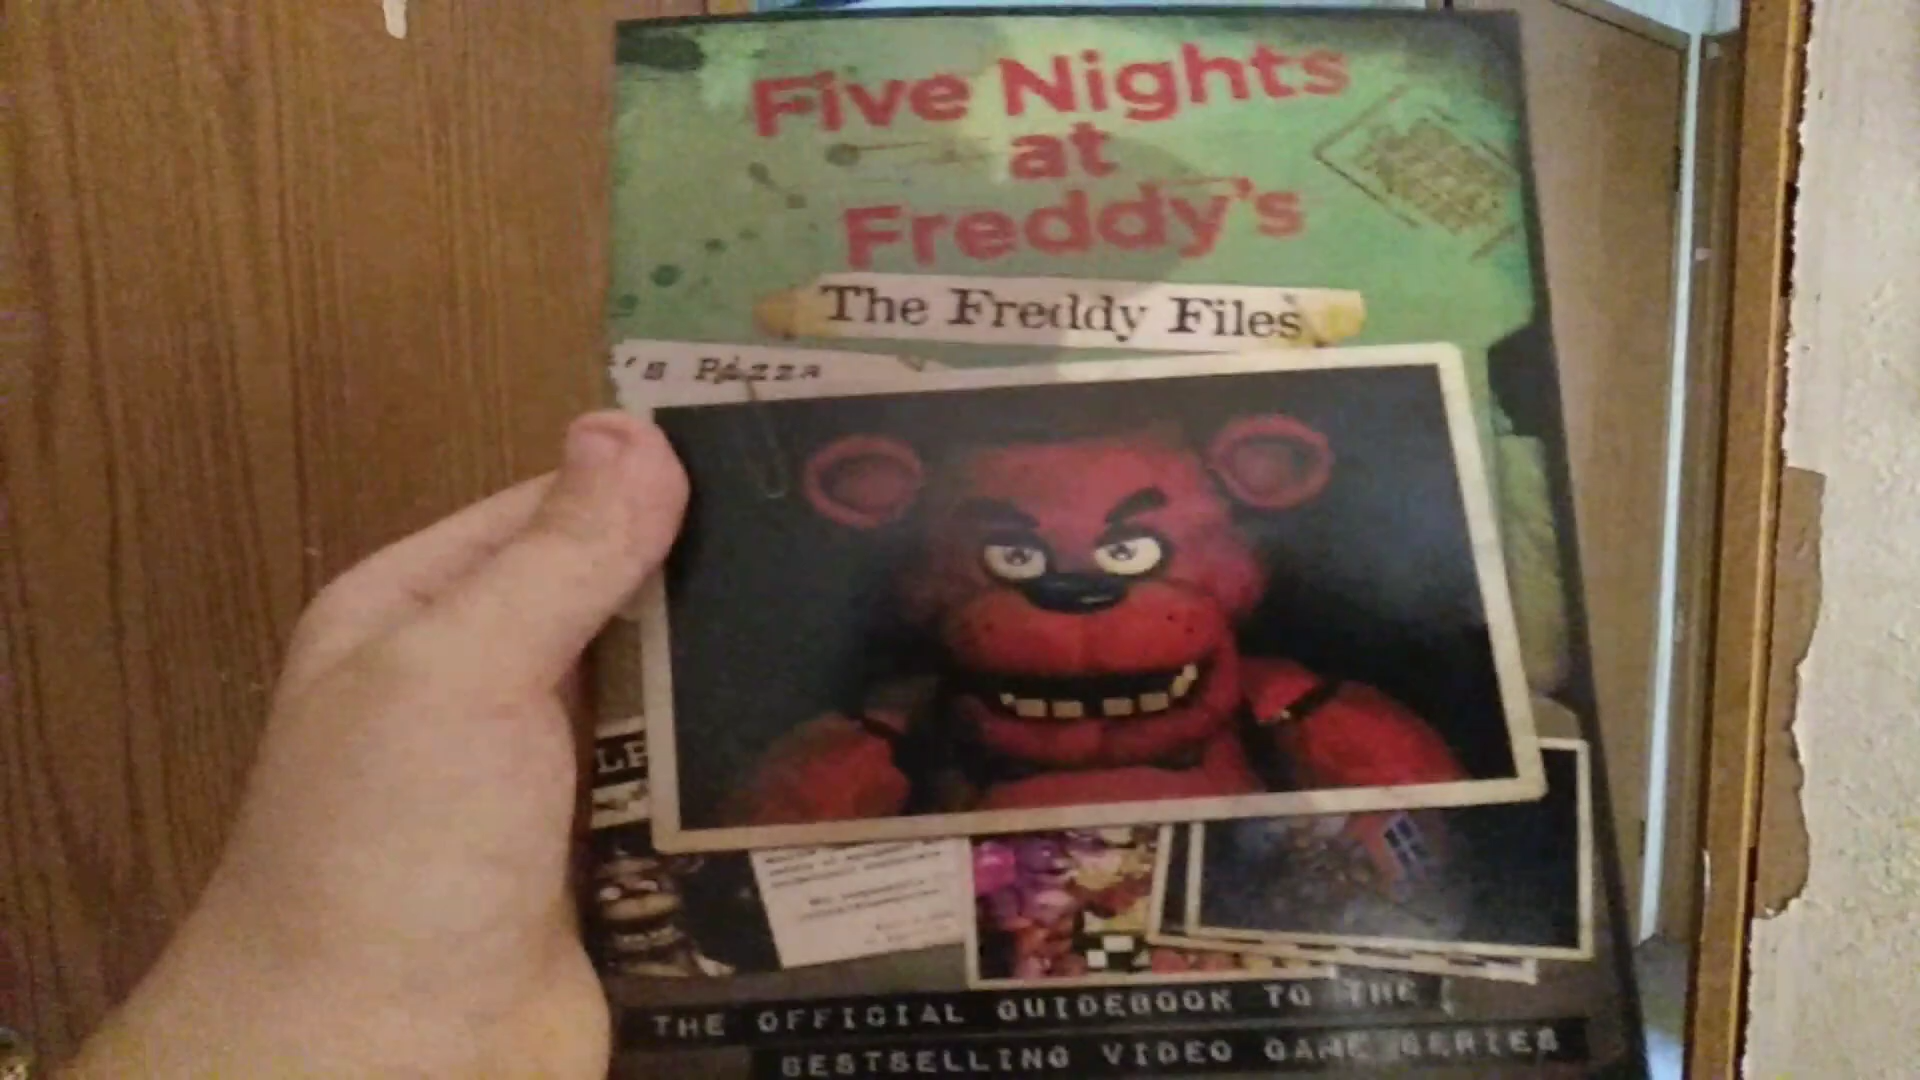 Five Nights
at
Freddy's
The Freddy Files
's Pizza
THE OFFICIAL GUIDEBOOK TO THE
BESTSELLING VIDEO GAME SERIES